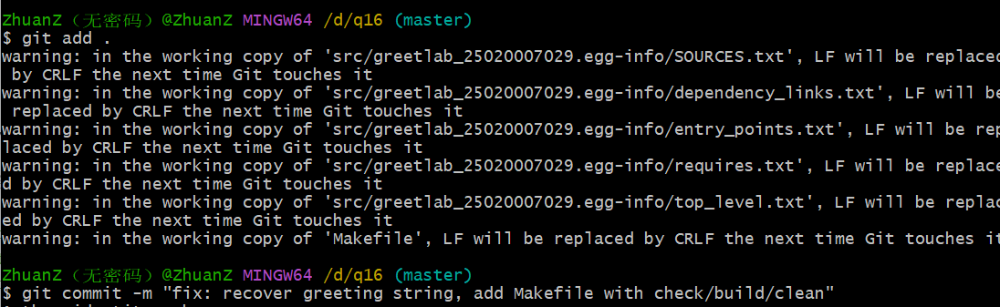 ZhuanZ（无密码）@ZhuanZ MINGW64 /d/q16 (master)
$ git add .
warning: in the working copy of 'src/greetlab_25020007029.egg-info/SOURCES.txt', LF will be replaced
 by CRLF the next time Git touches it
warning: in the working copy of 'src/greetlab_25020007029.egg-info/dependency_links.txt', LF will be
 replaced by CRLF the next time Git touches it
warning: in the working copy of 'src/greetlab_25020007029.egg-info/entry_points.txt', LF will be rep
laced by CRLF the next time Git touches it
warning: in the working copy of 'src/greetlab_25020007029.egg-info/requires.txt', LF will be replace
d by CRLF the next time Git touches it
warning: in the working copy of 'src/greetlab_25020007029.egg-info/top_level.txt', LF will be replac
ed by CRLF the next time Git touches it
warning: in the working copy of 'Makefile', LF will be replaced by CRLF the next time Git touches it
ZhuanZ（无密码）@ZhuanZ MINGW64 /d/q16 (master)
$ git commit -m "fix: recover greeting string, add Makefile with check/build/clean"